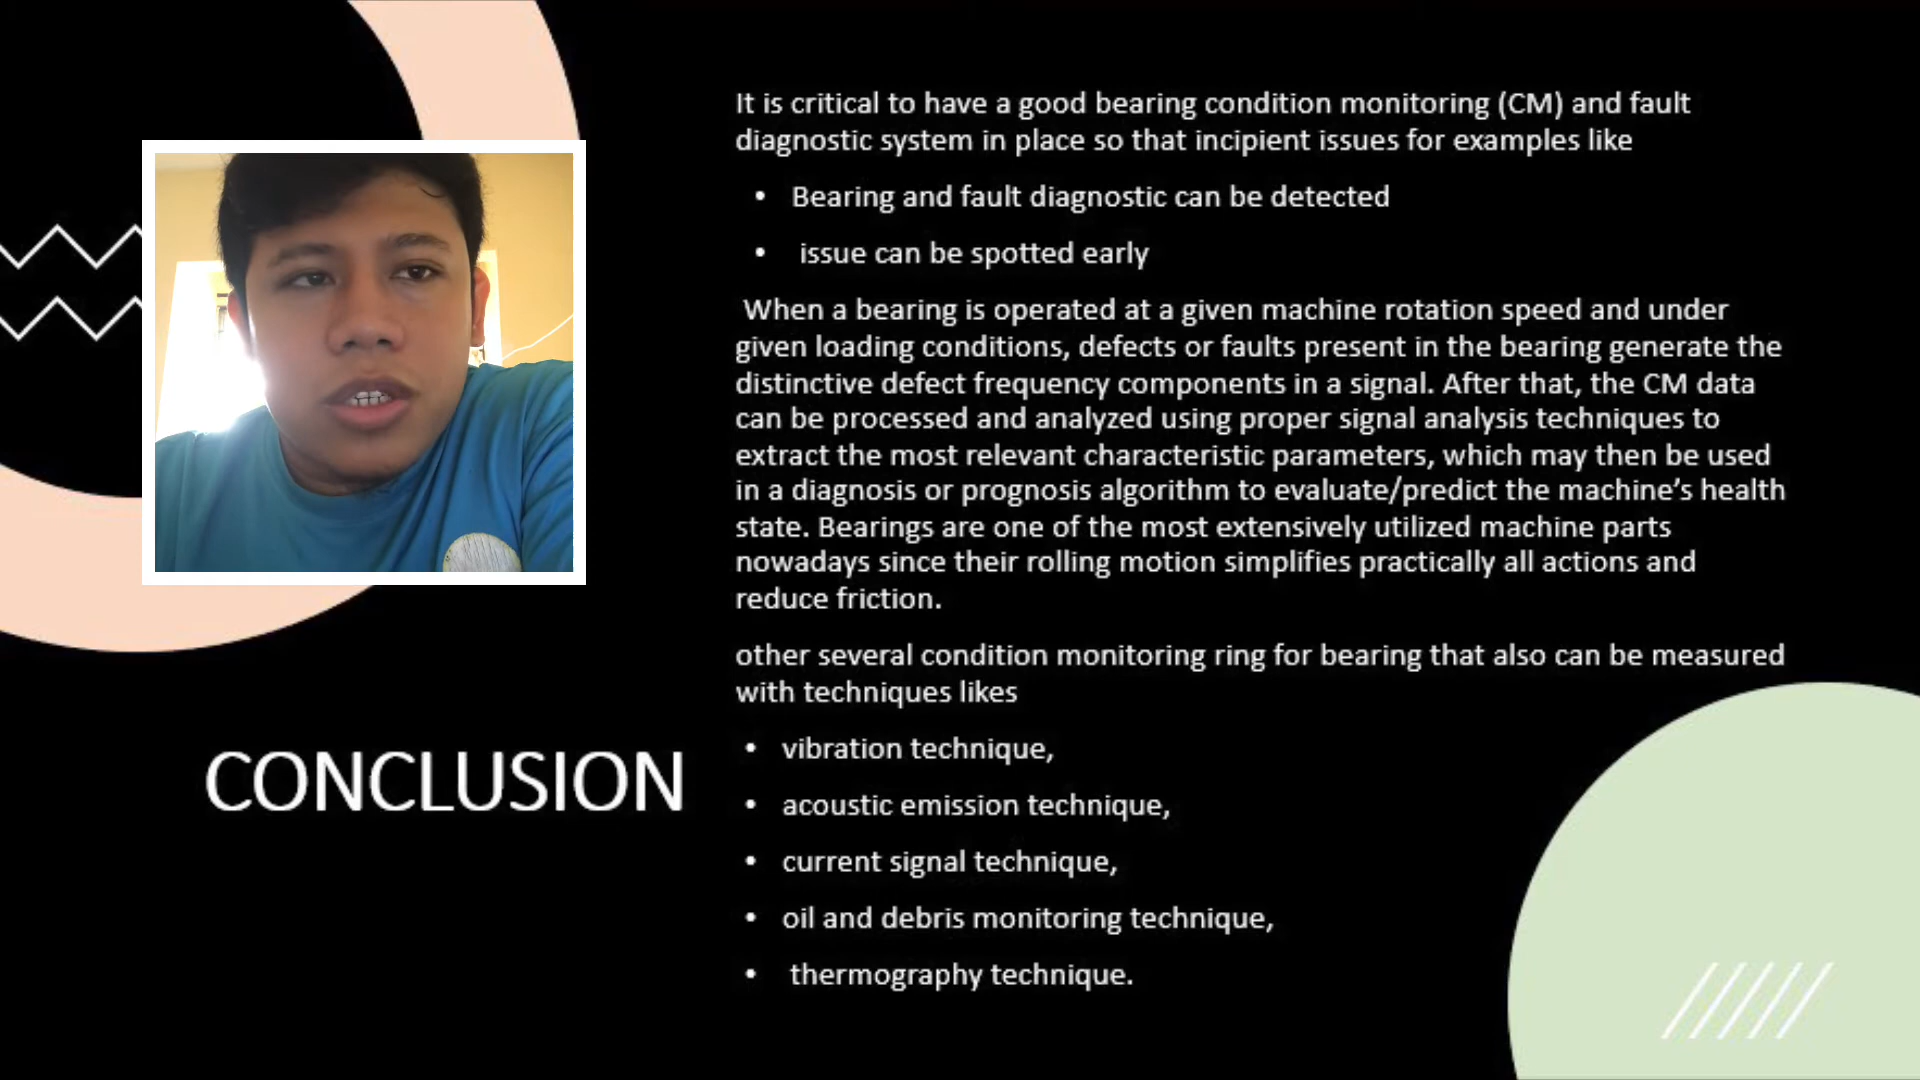 It is critical to have a good bearing condition monitoring (CM) and fault
diagnostic system in place so that incipient issues for examples like
• Bearing and fault diagnostic can be detected
• issue can be spotted early
When a bearing is operated at a given machine rotation speed and under
given loading conditions, defects or faults present in the bearing generate the
distinctive defect frequency components in a signal. After that, the CM data
can be processed and analyzed using proper signal analysis techniques to
extract the most relevant characteristic parameters, which may then be used
in a diagnosis or prognosis algorithm to evaluate/predict the machine’s health
state. Bearings are one of the most extensively utilized machine parts
nowadays since their rolling motion simplifies practically all actions and
reduce friction.
other several condition monitoring ring for bearing that also can be measured
with techniques likes
• vibration technique,
• acoustic emission technique,
• current signal technique,
• oil and debris monitoring technique,
• thermography technique.
CONCLUSION